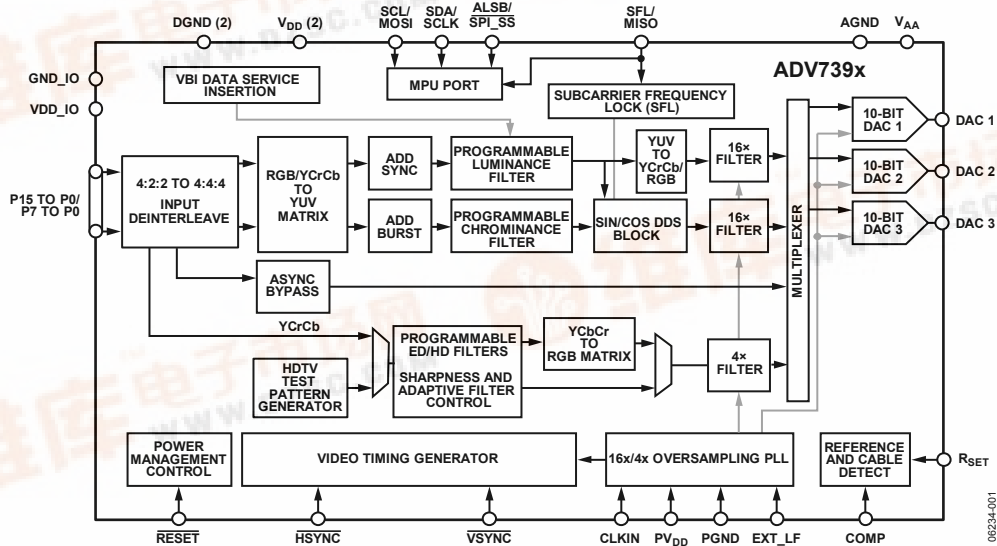 DGND (2)
VDD (2)
SCL/
MOSI
SDA/
SCLK
ALSB/
SPI_SS
SFL/
MISO
AGND
VAA
GND_IO
VDD_IO
VBI DATA SERVICE
INSERTION
MPU PORT
SUBCARRIER FREQUENCY
LOCK (SFL)
ADV739x
P15 TO P0/
P7 TO P0
4:2:2 TO 4:4:4
INPUT
DEINTERLEAVE
RGB/YCrCb
TO
YUV
MATRIX
ADD
SYNC
PROGRAMMABLE
LUMINANCE
FILTER
YUV
TO
YCrCb/
RGB
16×
FILTER
ADD
BURST
PROGRAMMABLE
CHROMINANCE
FILTER
SIN/COS DDS
BLOCK
16×
FILTER
MULTIPLEXER
10-BIT
DAC 1
DAC 1
10-BIT
DAC 2
DAC 2
10-BIT
DAC 3
DAC 3
ASYNC
BYPASS
YCrCb
HDTV
TEST
PATTERN
GENERATOR
PROGRAMMABLE
ED/HD FILTERS
SHARPNESS AND
ADAPTIVE FILTER
CONTROL
YCbCr
TO
RGB MATRIX
4×
FILTER
POWER
MANAGEMENT
CONTROL
VIDEO TIMING GENERATOR
16x/4x OVERSAMPLING PLL
REFERENCE
AND CABLE
DETECT
RSET
RESET
HSYNC
VSYNC
CLKIN
PVDD
PGND
EXT_LF
COMP
06234-001